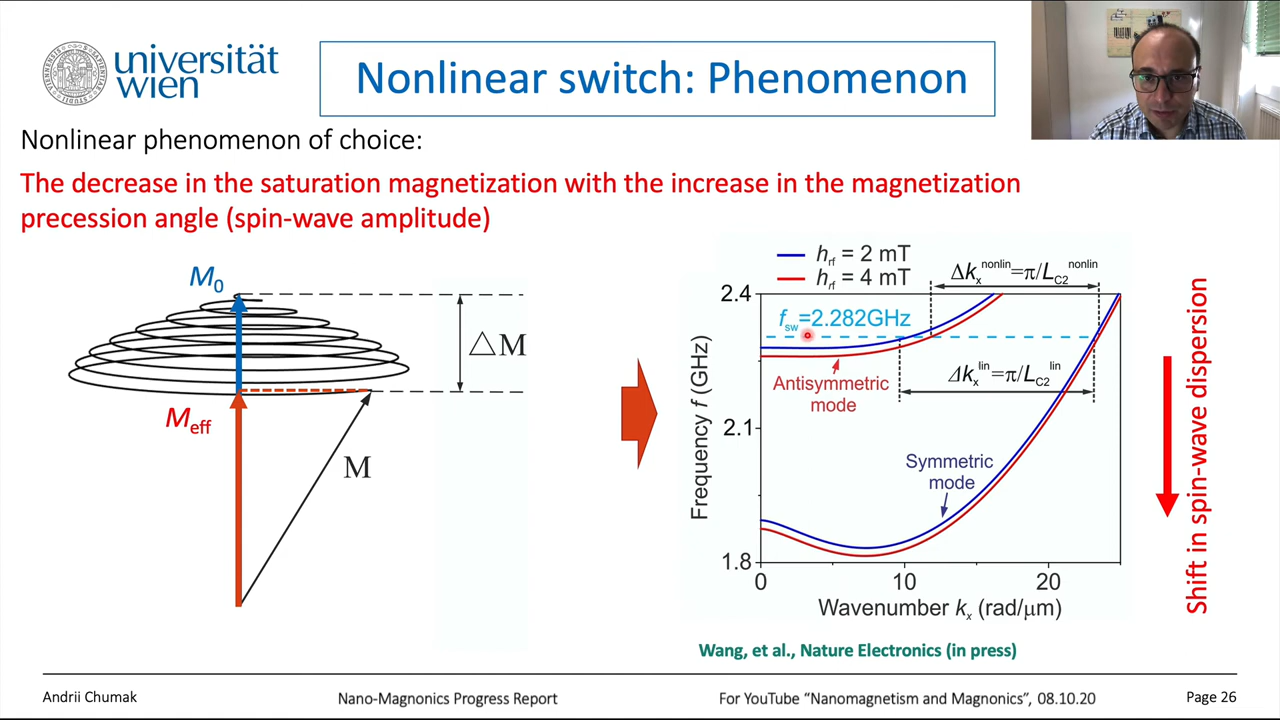 universität
wien
Nonlinear switch: Phenomenon
Nonlinear phenomenon of choice:
The decrease in the saturation magnetization with the increase in the magnetization
precession angle (spin-wave amplitude)
M₀
△M
M_eff
M
h_rf = 2 mT
h_rf = 4 mT
Δk_x^nonlin=π/L_C2^nonlin
2.4
f_sw=2.282GHz
Antisymmetric
mode
Δk_x^lin=π/L_C2^lin
2.1
Symmetric
mode
1.8
0
10
20
Frequency f (GHz)
Wavenumber k_x (rad/μm)
Shift in spin-wave dispersion
Wang, et al., Nature Electronics (in press)
Andrii Chumak
Nano-Magnonics Progress Report
For YouTube “Nanomagnetism and Magnonics”, 08.10.20
Page 26